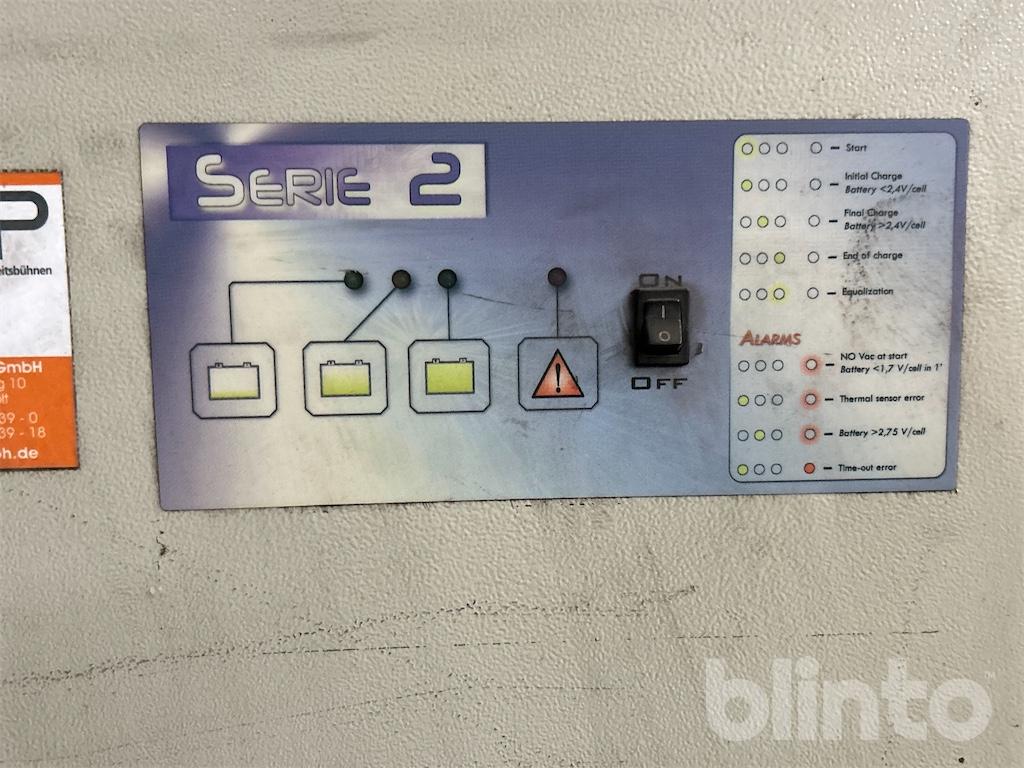 P
eitsbühnen
GmbH
g 10
39 - 0
39 - 18
h.de
SERIE 2
ON
I
O
OFF
Start
Initial Charge
Battery <2,4V/cell
Final Charge
Battery >2,4V/cell
End of charge
Equalization
ALARMS
NO Vac at start
Battery <1,7 V/cell in 1'
Thermal sensor error
Battery >2,75 V/cell
Time-out error
blinto™